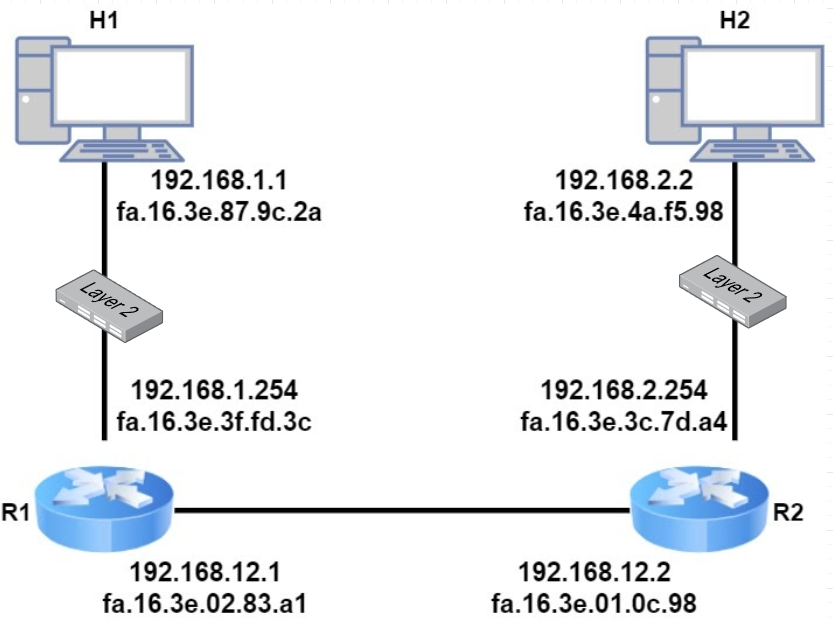 H1
H2
192.168.1.1
fa.16.3e.87.9c.2a
192.168.2.2
fa.16.3e.4a.f5.98
Layer 2
Layer 2
192.168.1.254
fa.16.3e.3f.fd.3c
192.168.2.254
fa.16.3e.3c.7d.a4
R1
R2
192.168.12.1
fa.16.3e.02.83.a1
192.168.12.2
fa.16.3e.01.0c.98